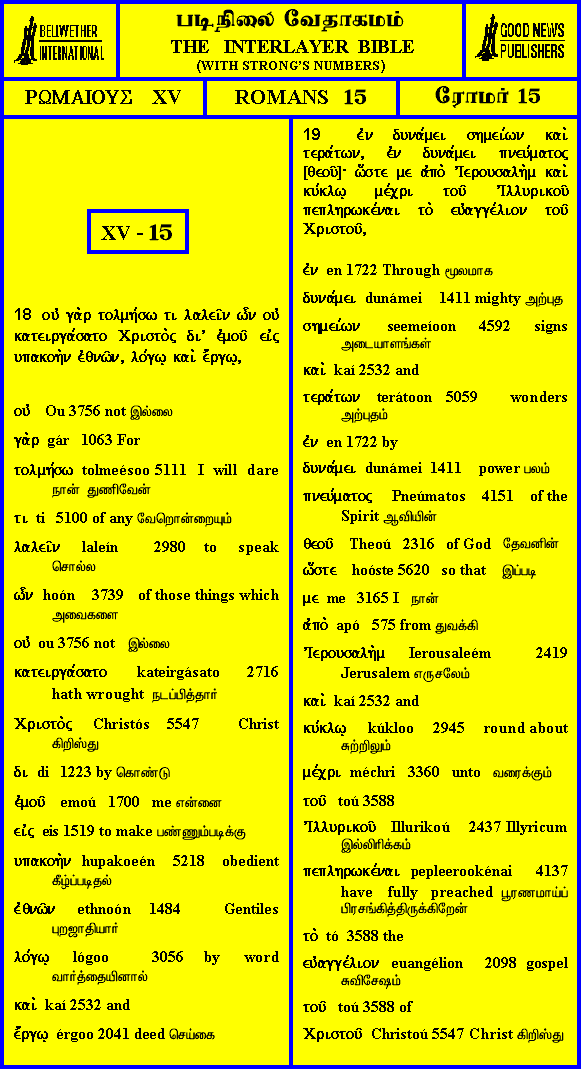 BELLWETHER
INTERNATIONAL
படிநிலை வேதாகமம்
THE INTERLAYER BIBLE
(WITH STRONG'S NUMBERS)
GOOD NEWS
PUBLISHERS
ΡΩΜΑΙΟΥΣ XV
ROMANS 15
ரோமர் 15
XV - 15
18 οὐ γὰρ τολμήσω τι λαλεῖν ὧν οὐ
κατειργάσατο Χριστὸς δι' ἐμοῦ εἰς
υπακοὴν ἐθνῶν, λόγῳ καὶ ἔργῳ,
οὐ Ou 3756 not இல்லை
γὰρ gár 1063 For
τολμήσω tolmeésoo 5111 I will dare
நான் துணிவேன்
τι ti 5100 of any வேறொன்றையும்
λαλεῖν laleín 2980 to speak
சொல்ல
ὧν hoón 3739 of those things which
அவைகளை
οὐ ou 3756 not இல்லை
κατειργάσατο kateirgásato 2716
hath wrought நடப்பித்தார்
Χριστὸς Christós 5547 Christ
கிறிஸ்து
δι di 1223 by கொண்டு
ἐμοῦ emoú 1700 me என்னை
εἰς eis 1519 to make பண்ணும்படிக்கு
υπακοὴν hupakoeén 5218 obedient
கீழ்ப்படிதல்
ἐθνῶν ethnoón 1484 Gentiles
புறஜாதியார்
λόγῳ lógoo 3056 by word
வார்த்தையினால்
καὶ kaí 2532 and
ἔργῳ érgoo 2041 deed செய்கை
19 ἐν δυνάμει σημείων καὶ
τεράτων, ἐν δυνάμει πνεύματος
[θεοῦ]· ὥστε με ἀπὸ Ἰερουσαλὴμ καὶ
κύκλῳ μέχρι τοῦ Ἰλλυρικοῦ
πεπληρωκέναι τὸ εὐαγγέλιον τοῦ
Χριστοῦ,
ἐν en 1722 Through மூலமாக
δυνάμει dunámei 1411 mighty அற்புத
σημείων seemeíoon 4592 signs
அடையாளங்கள்
καὶ kaí 2532 and
τεράτων terátoon 5059 wonders
அற்புதம்
ἐν en 1722 by
δυνάμει dunámei 1411 power பலம்
πνεύματος Pneúmatos 4151 of the
Spirit ஆவியின்
θεοῦ Theoú 2316 of God தேவனின்
ὥστε hoóste 5620 so that இப்படி
με me 3165 I நான்
ἀπὸ apó 575 from துவக்கி
Ἰερουσαλὴμ Ierousaleém 2419
Jerusalem எருசலேம்
καὶ kaí 2532 and
κύκλῳ kúkloo 2945 round about
சுற்றிலும்
μέχρι méchri 3360 unto வரைக்கும்
τοῦ toú 3588
Ἰλλυρικοῦ Illurikoú 2437 Illyricum
இல்லிரிக்கம்
πεπληρωκέναι pepleerookénai 4137
have fully preached பூரணமாய்ப்
பிரசங்கித்திருக்கிறேன்
τὸ tó 3588 the
εὐαγγέλιον euangélion 2098 gospel
சுவிசேஷம்
τοῦ toú 3588 of
Χριστοῦ Christoú 5547 Christ கிறிஸ்து